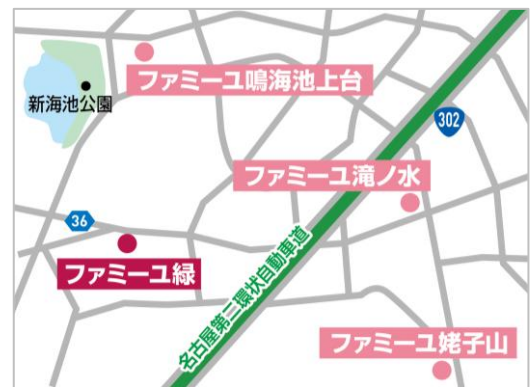 ファミーユ鳴海池上台
新海池公園
302
ファミーユ滝ノ水
36
ファミーユ緑
名古屋第二環状自動車道
ファミーユ姥子山